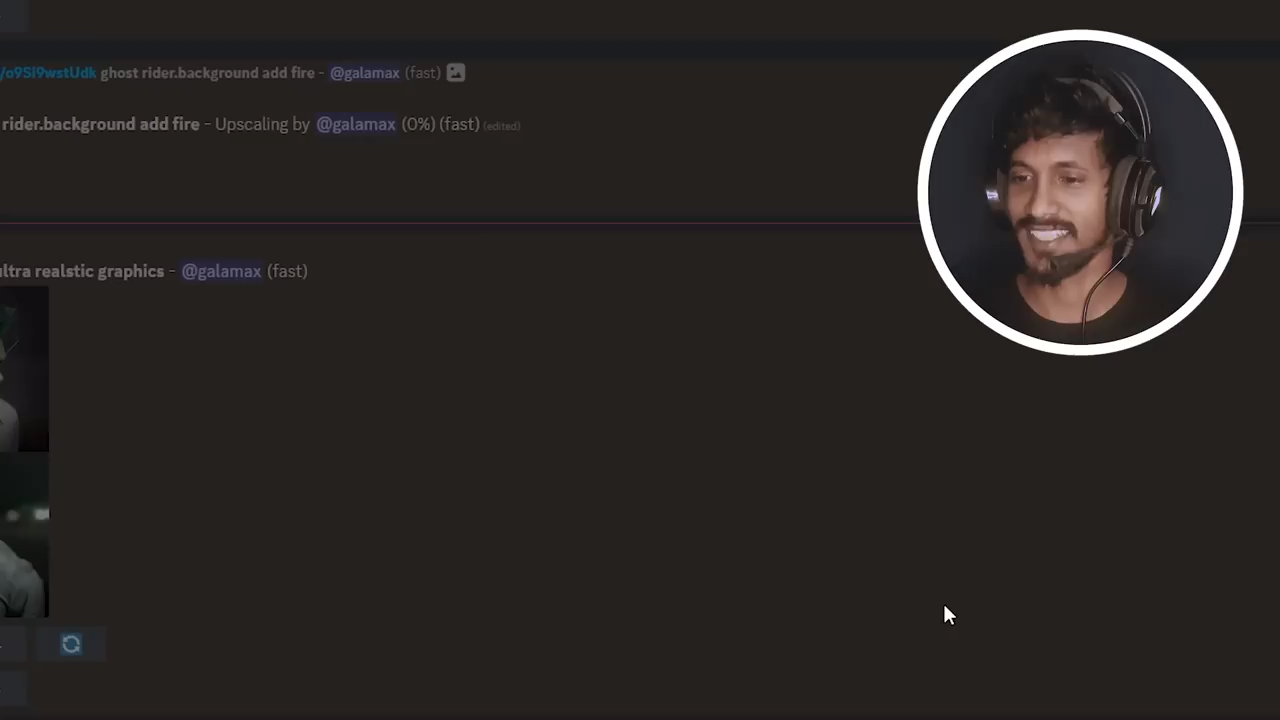 /o9Si9wstUdk ghost rider.background add fire - @galamax (fast)
rider.background add fire - Upscaling by @galamax (0%) (fast) (edited)
ultra realstic graphics - @galamax (fast)